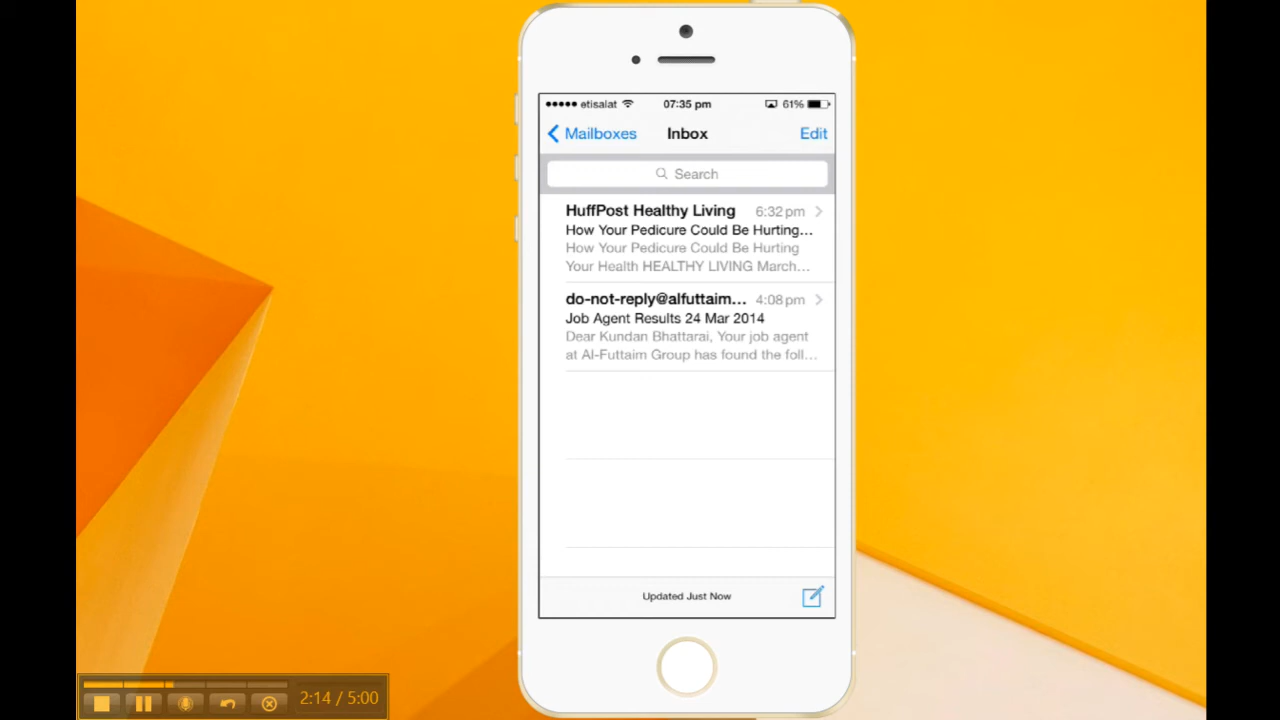 etisalat 07:35 pm 61%
Mailboxes Inbox Edit
Search
HuffPost Healthy Living 6:32 pm
How Your Pedicure Could Be Hurting...
How Your Pedicure Could Be Hurting
Your Health HEALTHY LIVING March...
do-not-reply@alfuttaim... 4:08 pm
Job Agent Results 24 Mar 2014
Dear Kundan Bhattarai, Your job agent
at Al-Futtaim Group has found the foll...
Updated Just Now
2:14 / 5:00